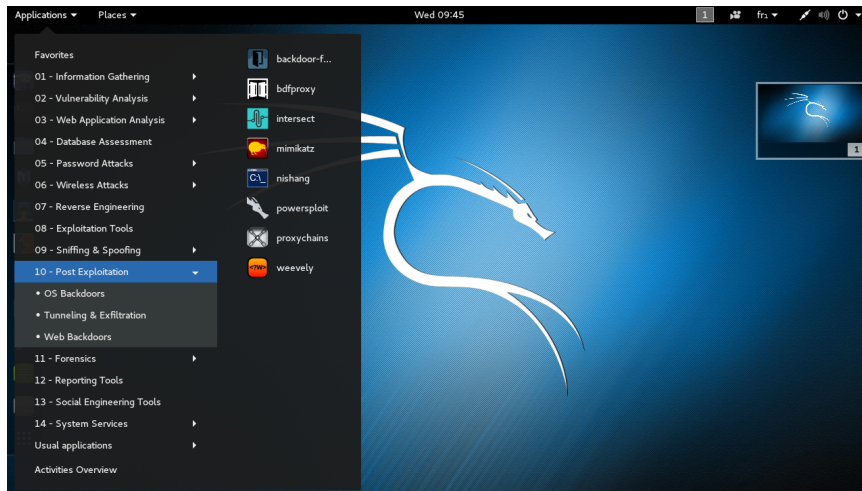 Applications Places Wed 09:45 1 fr₁
Favorites
01 - Information Gathering
02 - Vulnerability Analysis
03 - Web Application Analysis
04 - Database Assessment
05 - Password Attacks
06 - Wireless Attacks
07 - Reverse Engineering
08 - Exploitation Tools
09 - Sniffing & Spoofing
10 - Post Exploitation
• OS Backdoors
• Tunneling & Exfiltration
• Web Backdoors
11 - Forensics
12 - Reporting Tools
13 - Social Engineering Tools
14 - System Services
Usual applications
Activities Overview
backdoor-f...
bdfproxy
intersect
mimikatz
C:\_ nishang
powersploit
proxychains
<?W> weevely
1